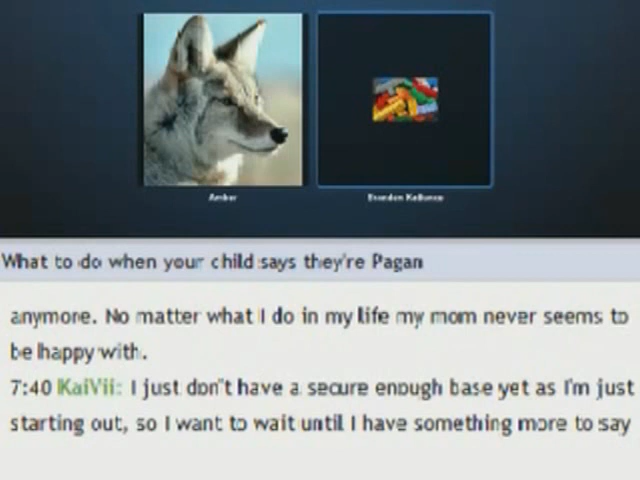 Amber
Brandon
What to do when your child says they're Pagan
anymore. No matter what I do in my life my mom never seems to
be happy with.
7:40 KaiVii: I just don't have a secure enough base yet as I'm just
starting out, so I want to wait until I have something more to say